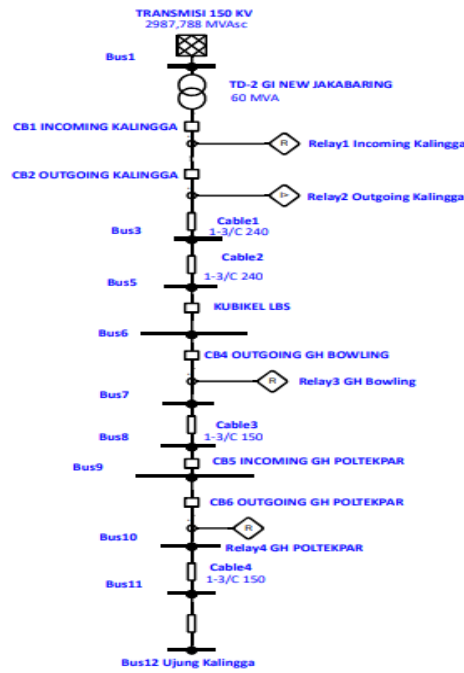 TRANSMISI 150 KV
2987,788 MVAsc
Bus1
TD-2 GI NEW JAKABARING
60 MVA
CB1 INCOMING KALINGGA
R
Relay1 Incoming Kalingga
CB2 OUTGOING KALINGGA
Relay2 Outgoing Kalingga
Cable1
1-3/C 240
Bus3
Cable2
1-3/C 240
Bus5
KUBIKEL LBS
Bus6
CB4 OUTGOING GH BOWLING
R
Relay3 GH Bowling
Bus7
Cable3
1-3/C 150
Bus8
CB5 INCOMING GH POLTEKPAR
Bus9
CB6 OUTGOING GH POLTEKPAR
R
Bus10
Relay4 GH POLTEKPAR
Cable4
1-3/C 150
Bus11
Bus12 Ujung Kalingga